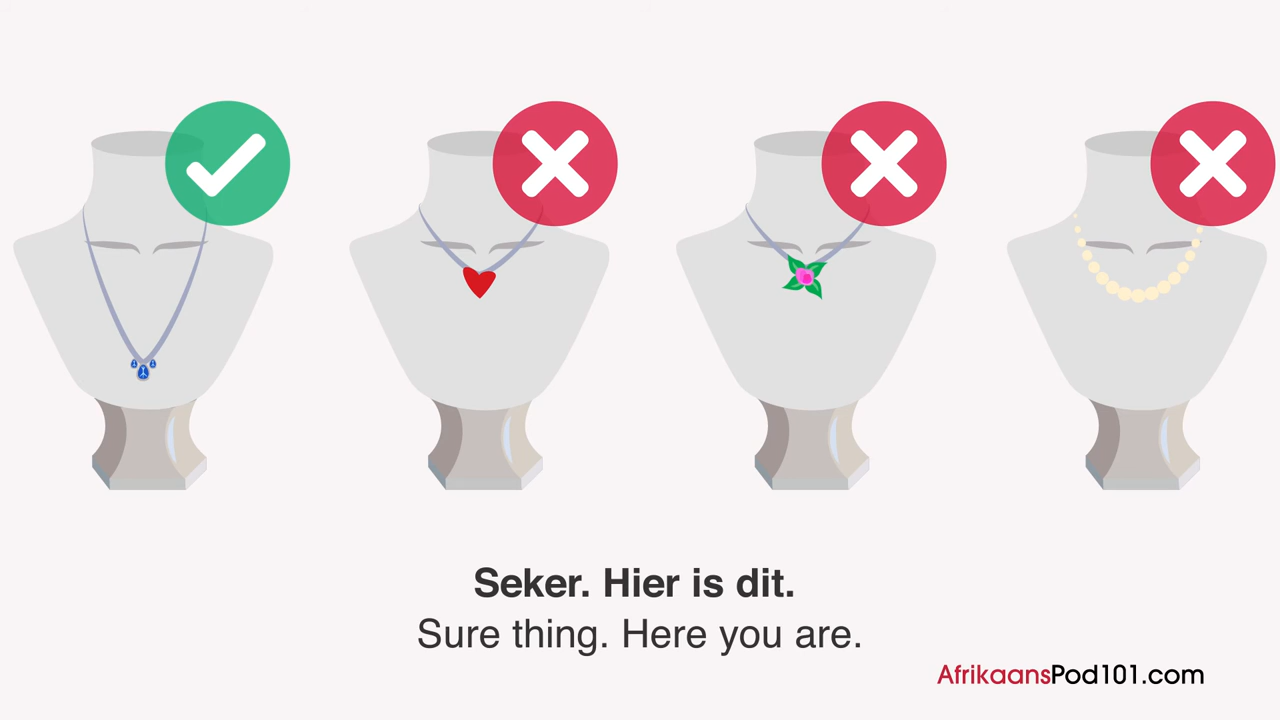 Seker. Hier is dit.
Sure thing. Here you are.
AfrikaansPod101.com